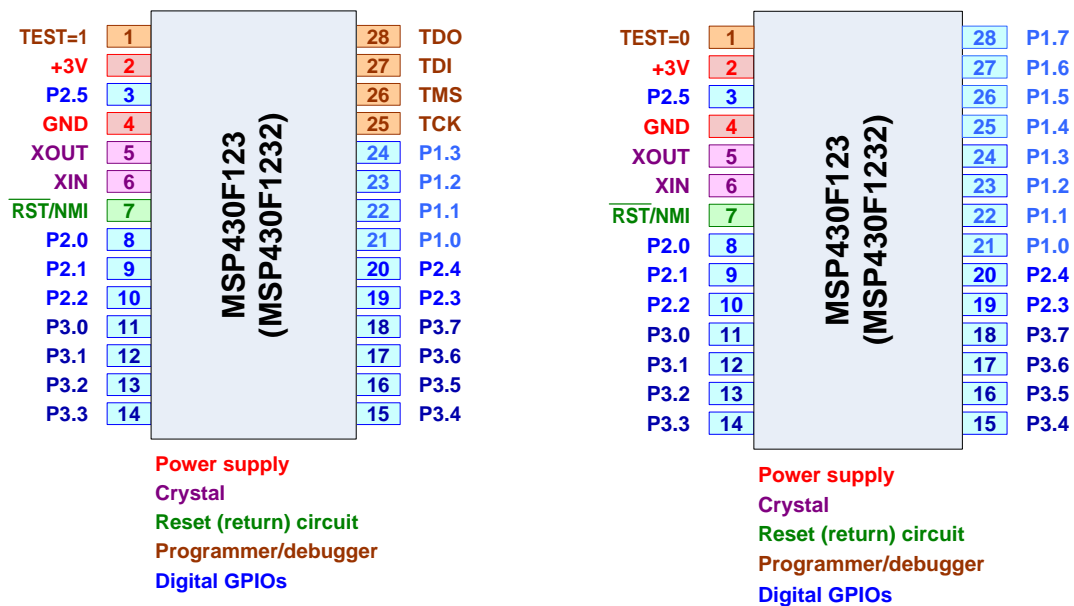 TEST=1 1 28 TDO
+3V 2 27 TDI
P2.5 3 26 TMS
GND 4 25 TCK
XOUT 5 24 P1.3
XIN 6 23 P1.2
RST/NMI 7 22 P1.1
P2.0 8 21 P1.0
P2.1 9 20 P2.4
P2.2 10 19 P2.3
P3.0 11 18 P3.7
P3.1 12 17 P3.6
P3.2 13 16 P3.5
P3.3 14 15 P3.4
MSP430F123
(MSP430F1232)
Power supply
Crystal
Reset (return) circuit
Programmer/debugger
Digital GPIOs
TEST=0 1 28 P1.7
+3V 2 27 P1.6
P2.5 3 26 P1.5
GND 4 25 P1.4
XOUT 5 24 P1.3
XIN 6 23 P1.2
RST/NMI 7 22 P1.1
P2.0 8 21 P1.0
P2.1 9 20 P2.4
P2.2 10 19 P2.3
P3.0 11 18 P3.7
P3.1 12 17 P3.6
P3.2 13 16 P3.5
P3.3 14 15 P3.4
MSP430F123
(MSP430F1232)
Power supply
Crystal
Reset (return) circuit
Programmer/debugger
Digital GPIOs